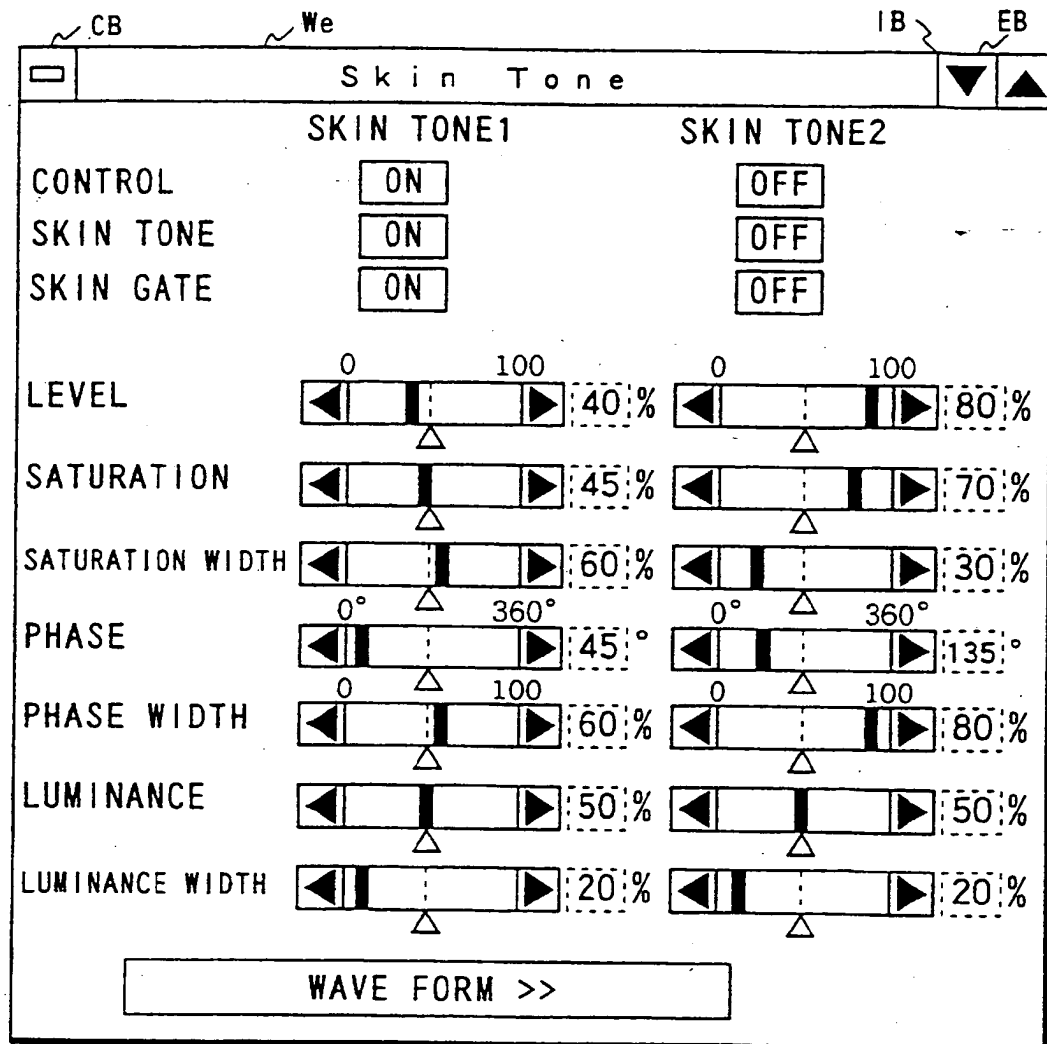 CB We IB EB
Skin Tone
SKIN TONE1 SKIN TONE2
CONTROL ON OFF
SKIN TONE ON OFF
SKIN GATE ON OFF
0 100 0 100
LEVEL 40 % 80 %
SATURATION 45 % 70 %
SATURATION WIDTH 60 % 30 %
0° 360° 0° 360°
PHASE 45 ° 135 °
0 100 0 100
PHASE WIDTH 60 % 80 %
LUMINANCE 50 % 50 %
LUMINANCE WIDTH 20 % 20 %
WAVE FORM >>